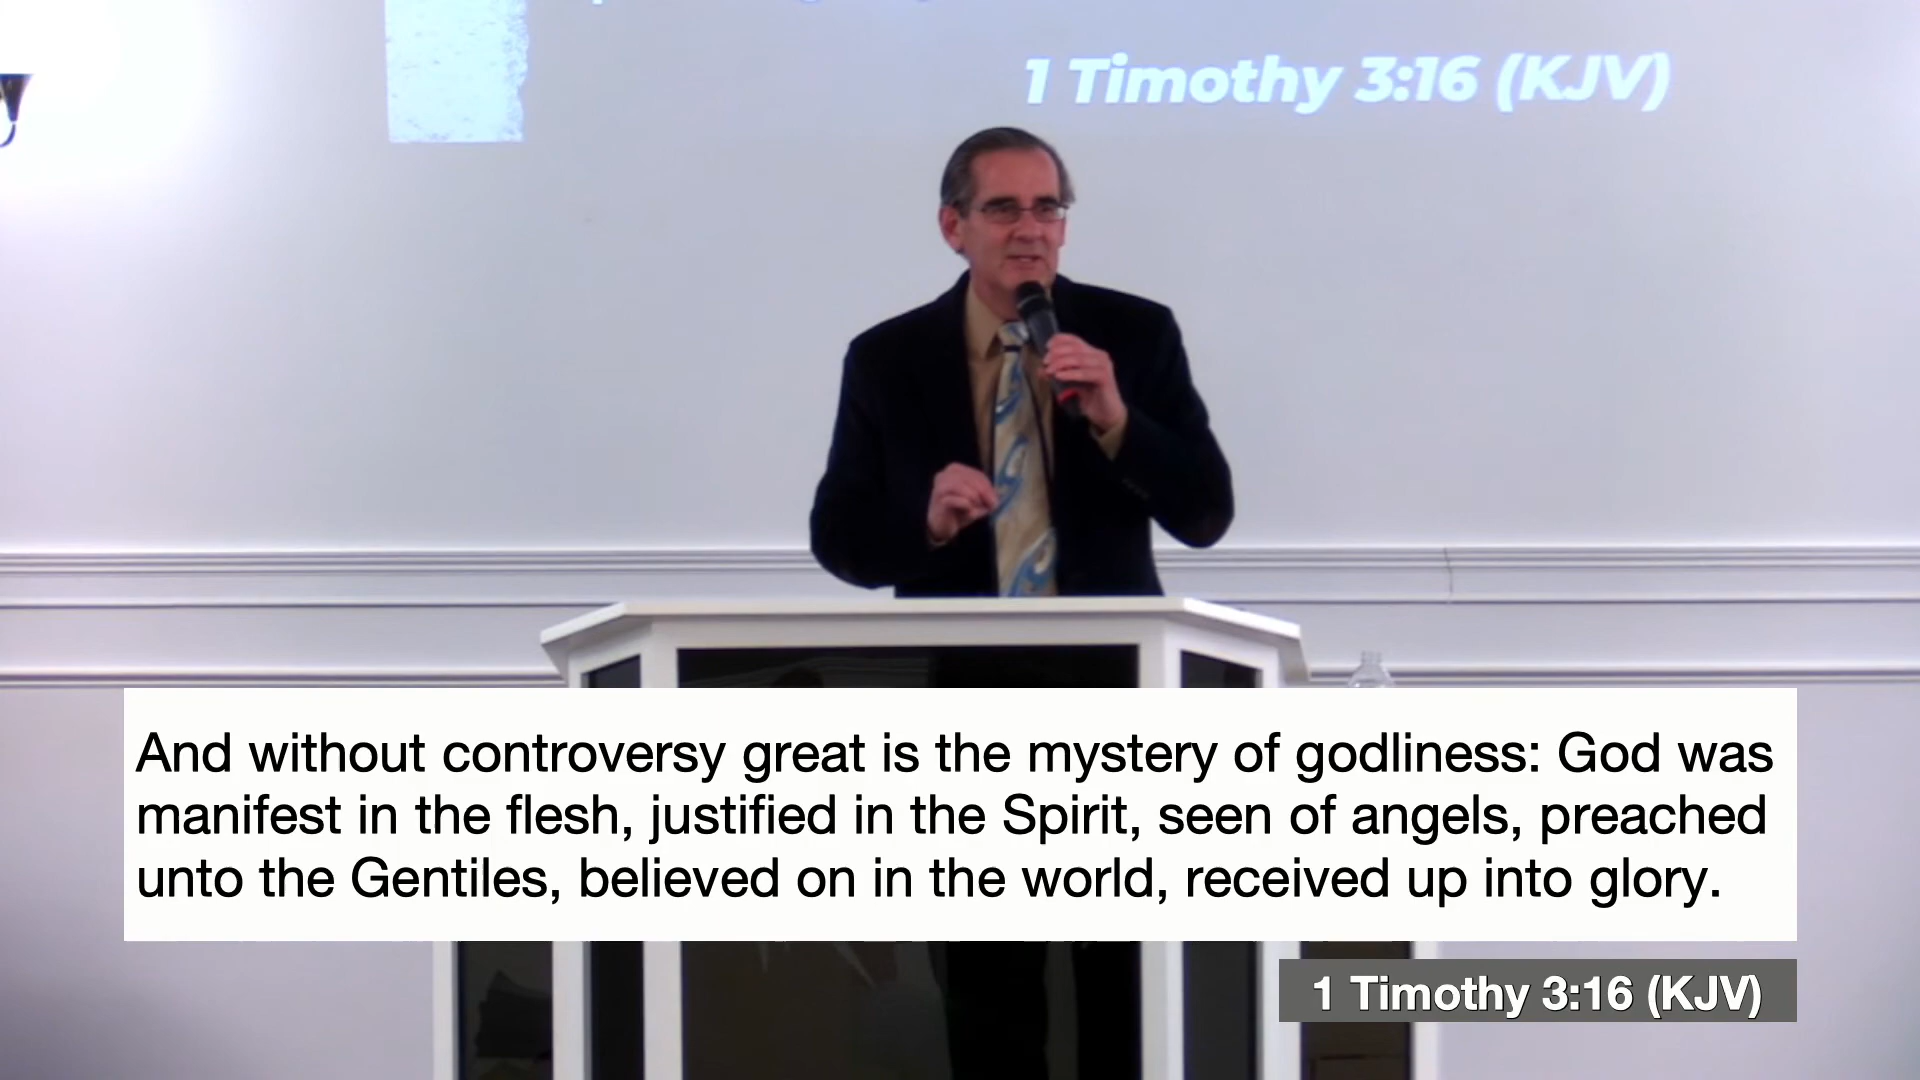 1 Timothy 3:16 (KJV)
And without controversy great is the mystery of godliness: God was
manifest in the flesh, justified in the Spirit, seen of angels, preached
unto the Gentiles, believed on in the world, received up into glory.
1 Timothy 3:16 (KJV)